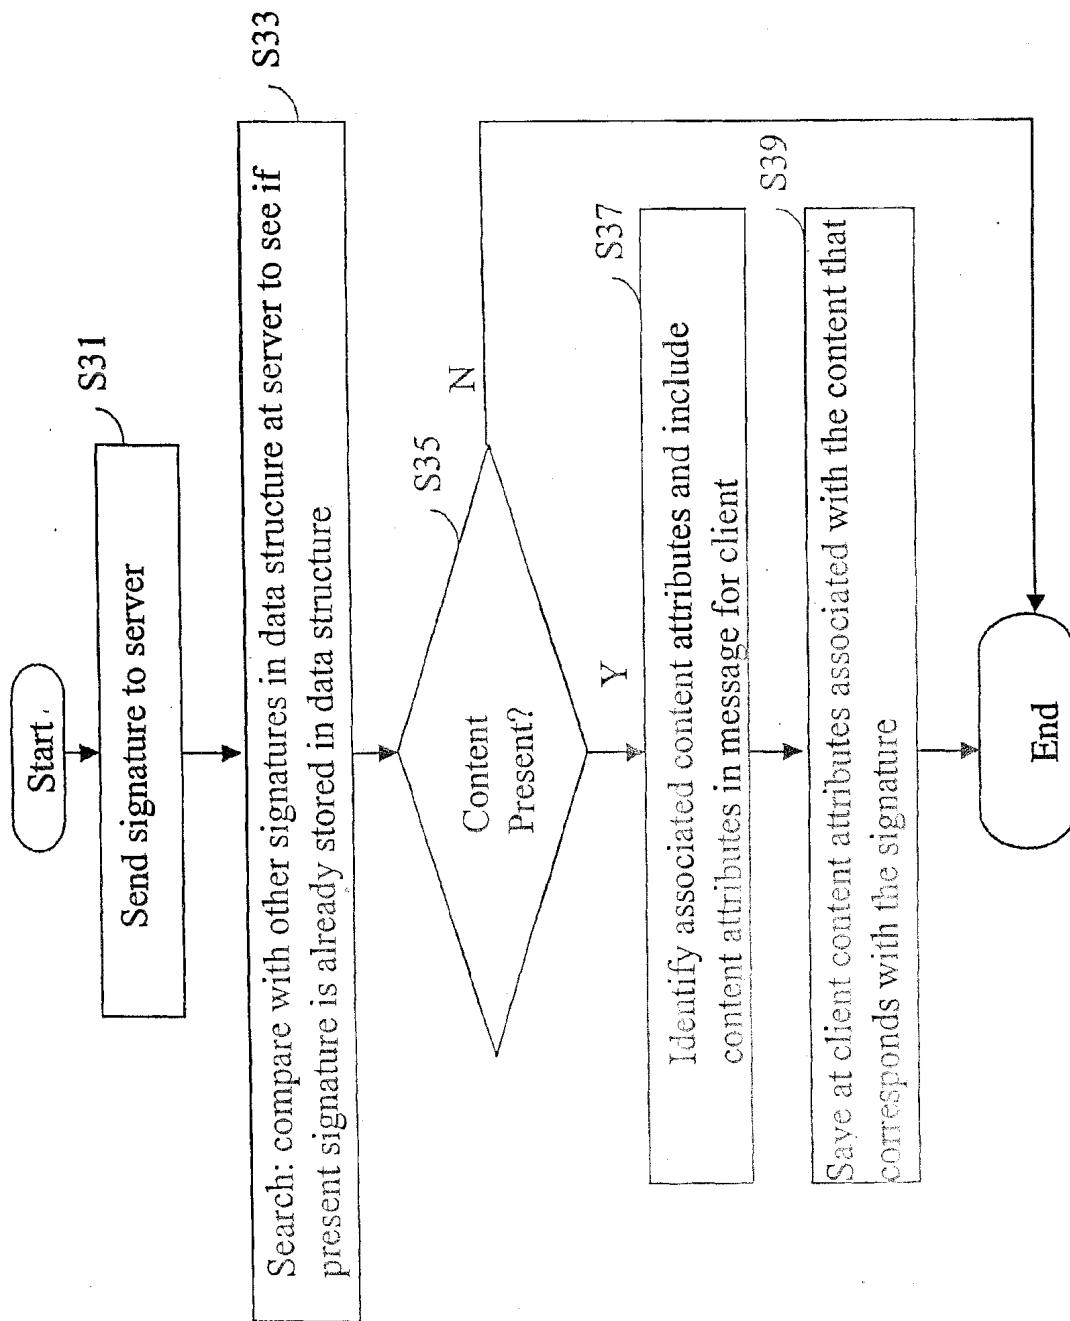 Start
S31
Send signature to server
S33
Search: compare with other signatures in data structure at server to see if
present signature is already stored in data structure
S35
Content
Present?
N
Y
S37
Identify associated content attributes and include
content attributes in message for client
S39
Save at client content attributes associated with the content that
corresponds with the signature
End